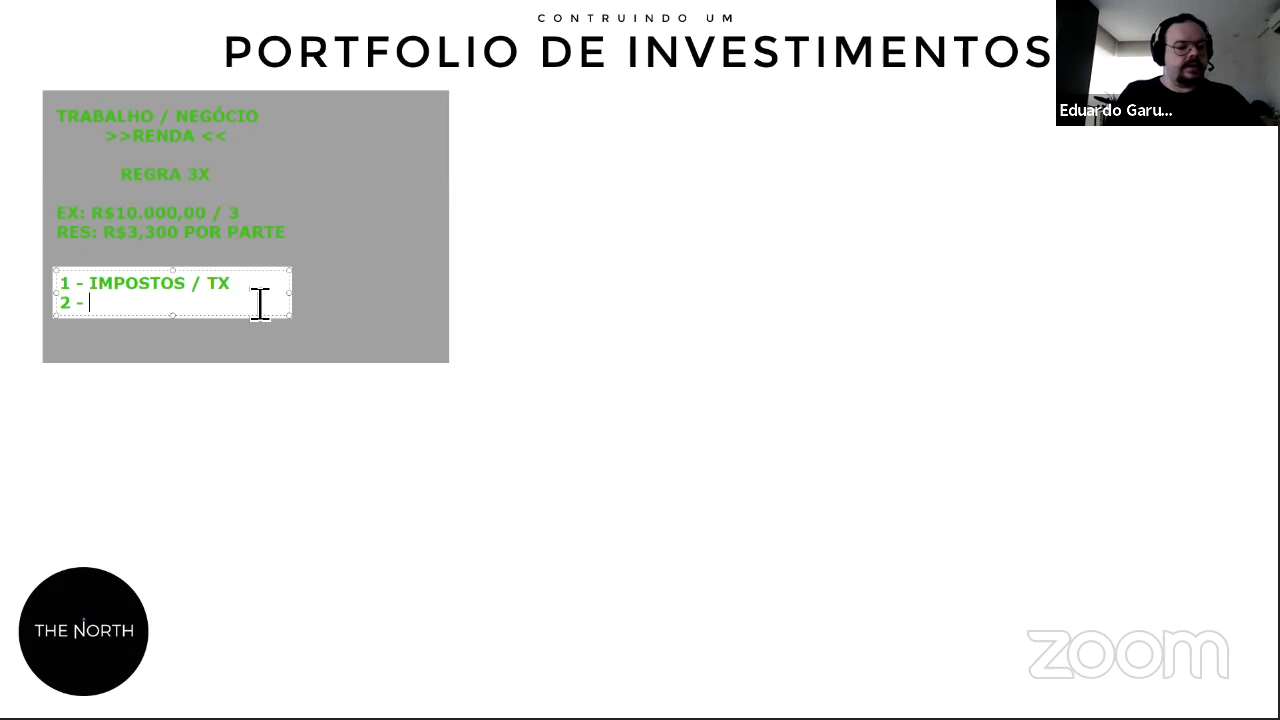 CONTRUINDO UM
PORTFOLIO DE INVESTIMENTOS
Eduardo Garu...
TRABALHO / NEGÓCIO
>>RENDA <<
REGRA 3X
EX: R$10.000,00 / 3
RES: R$3,300 POR PARTE
1 - IMPOSTOS / TX
2 -
THE NORTH
zoom